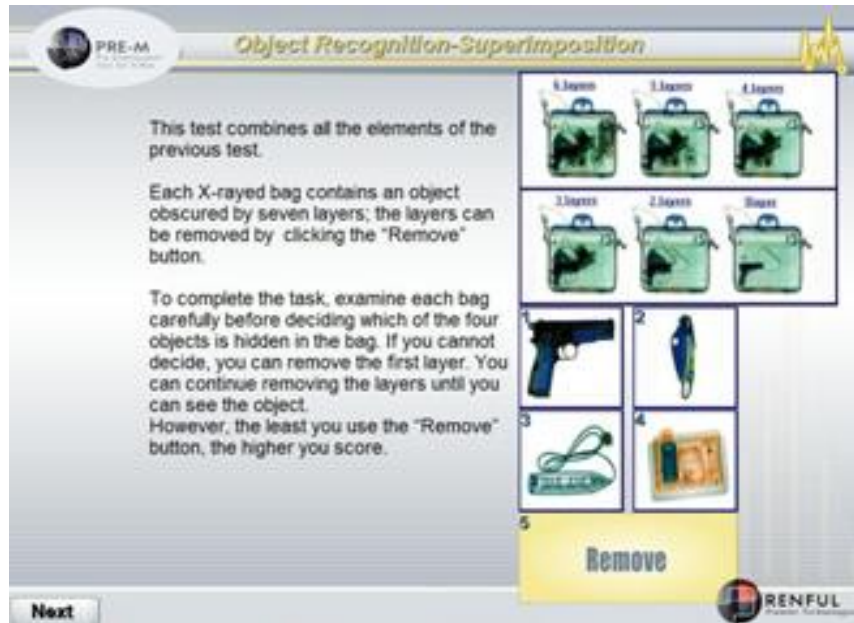 PRE-M
Object Recognition-Superimposition
This test combines all the elements of the
previous test.
Each X-rayed bag contains an object
obscured by seven layers; the layers can
be removed by clicking the “Remove”
button.
To complete the task, examine each bag
carefully before deciding which of the four
objects is hidden in the bag. If you cannot
decide, you can remove the first layer. You
can continue removing the layers until you
can see the object.
However, the least you use the “Remove”
button, the higher you score.
6 layers 5 layers 4 layers
3 layers 2 layers
1
2
3
4
5
Remove
Next
RENFUL